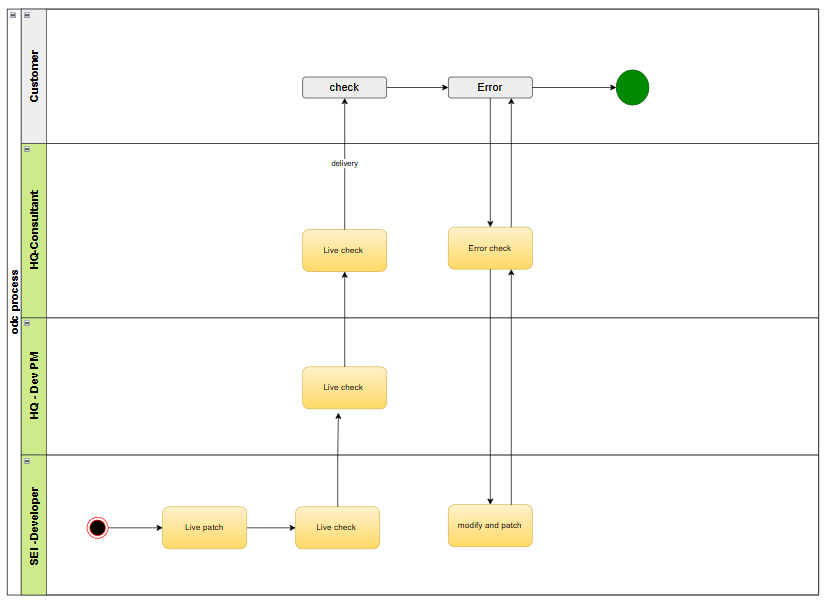 odc process
Customer
check
Error
HQ-Consultant
delivery
Live check
Error check
HQ - Dev PM
Live check
SEI -Developer
Live patch
Live check
modify and patch